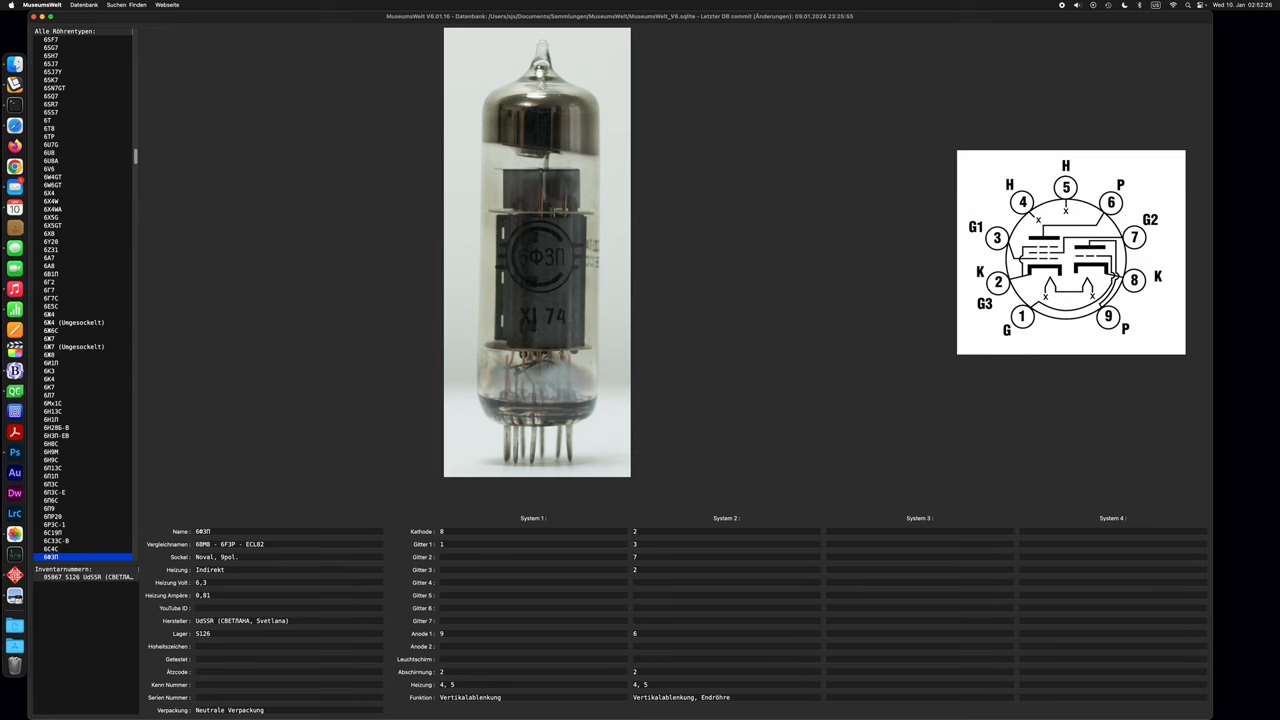 MuseumsWelt Datenbank Suchen Finden Webseite
US
Wed 10. Jan 02:52:26
MuseumsWelt V6.01.16 - Datenbank: /Users/sjs/Documents/Sammlungen/MuseumsWelt/MuseumsWelt_V6.sqlite - Letzter DB commit (Änderungen): 09.01.2024 23:25:55
Alle Röhrentypen:
6SF7
6SG7
6SH7
6SJ7
6SJ7Y
6SK7
6SN7GT
6SQ7
6SR7
6SS7
6T
6T8
6TP
6U7G
6U8
6U8A
6V6
6W4GT
6W6GT
6X4
6X4W
6X4WA
6X5G
6X5GT
6X8
6Y20
6Z31
6A7
6A8
6В1П
6Г2
6Г7
6Г7С
6Е5С
6Ж4
6Ж4 (Umgesockelt)
6Ж6С
6Ж7
6Ж7 (Umgesockelt)
6Ж8
6И1П
6К3
6К4
6К7
6Л7
6Мх1С
6Н13С
6Н1П
6Н28Б-В
6Н3П-ЕВ
6Н8С
6Н9М
6Н9С
6П13С
6П1П
6П3С
6П3С-Е
6П6С
6П9
6ПР20
6Р3С-1
6С19П
6С33С-В
6С4С
6Ф3П
Inventarnummern:
05867 S126 UdSSR (СВЕТЛА…
6Ф3П
XI 74
H
5
H
4
P
6
G1
3
G2
7
K
2
8
K
G3
1
G
9
P
x
x
x
x
System 1 :
System 2 :
System 3 :
System 4 :
Name : 6Ф3П
Vergleichnamen : 6BM8 - 6F3P - ECL82
Sockel : Noval, 9pol.
Heizung : Indirekt
Heizung Volt : 6,3
Heizung Ampère : 0,81
YouTube ID :
Hersteller : UdSSR (СВЕТЛАНА, Svetlana)
Lager : S126
Hoheitszeichen :
Getestet :
Ätzcode :
Kenn Nummer :
Serien Nummer :
Verpackung : Neutrale Verpackung
Kathode : 8 2
Gitter 1 : 1 3
Gitter 2 : 7
Gitter 3 : 2
Gitter 4 :
Gitter 5 :
Gitter 6 :
Gitter 7 :
Anode 1 : 9 6
Anode 2 :
Leuchtschirm :
Abschirmung : 2 2
Heizung : 4, 5 4, 5
Funktion : Vertikalablenkung Vertikalablenkung, Endröhre